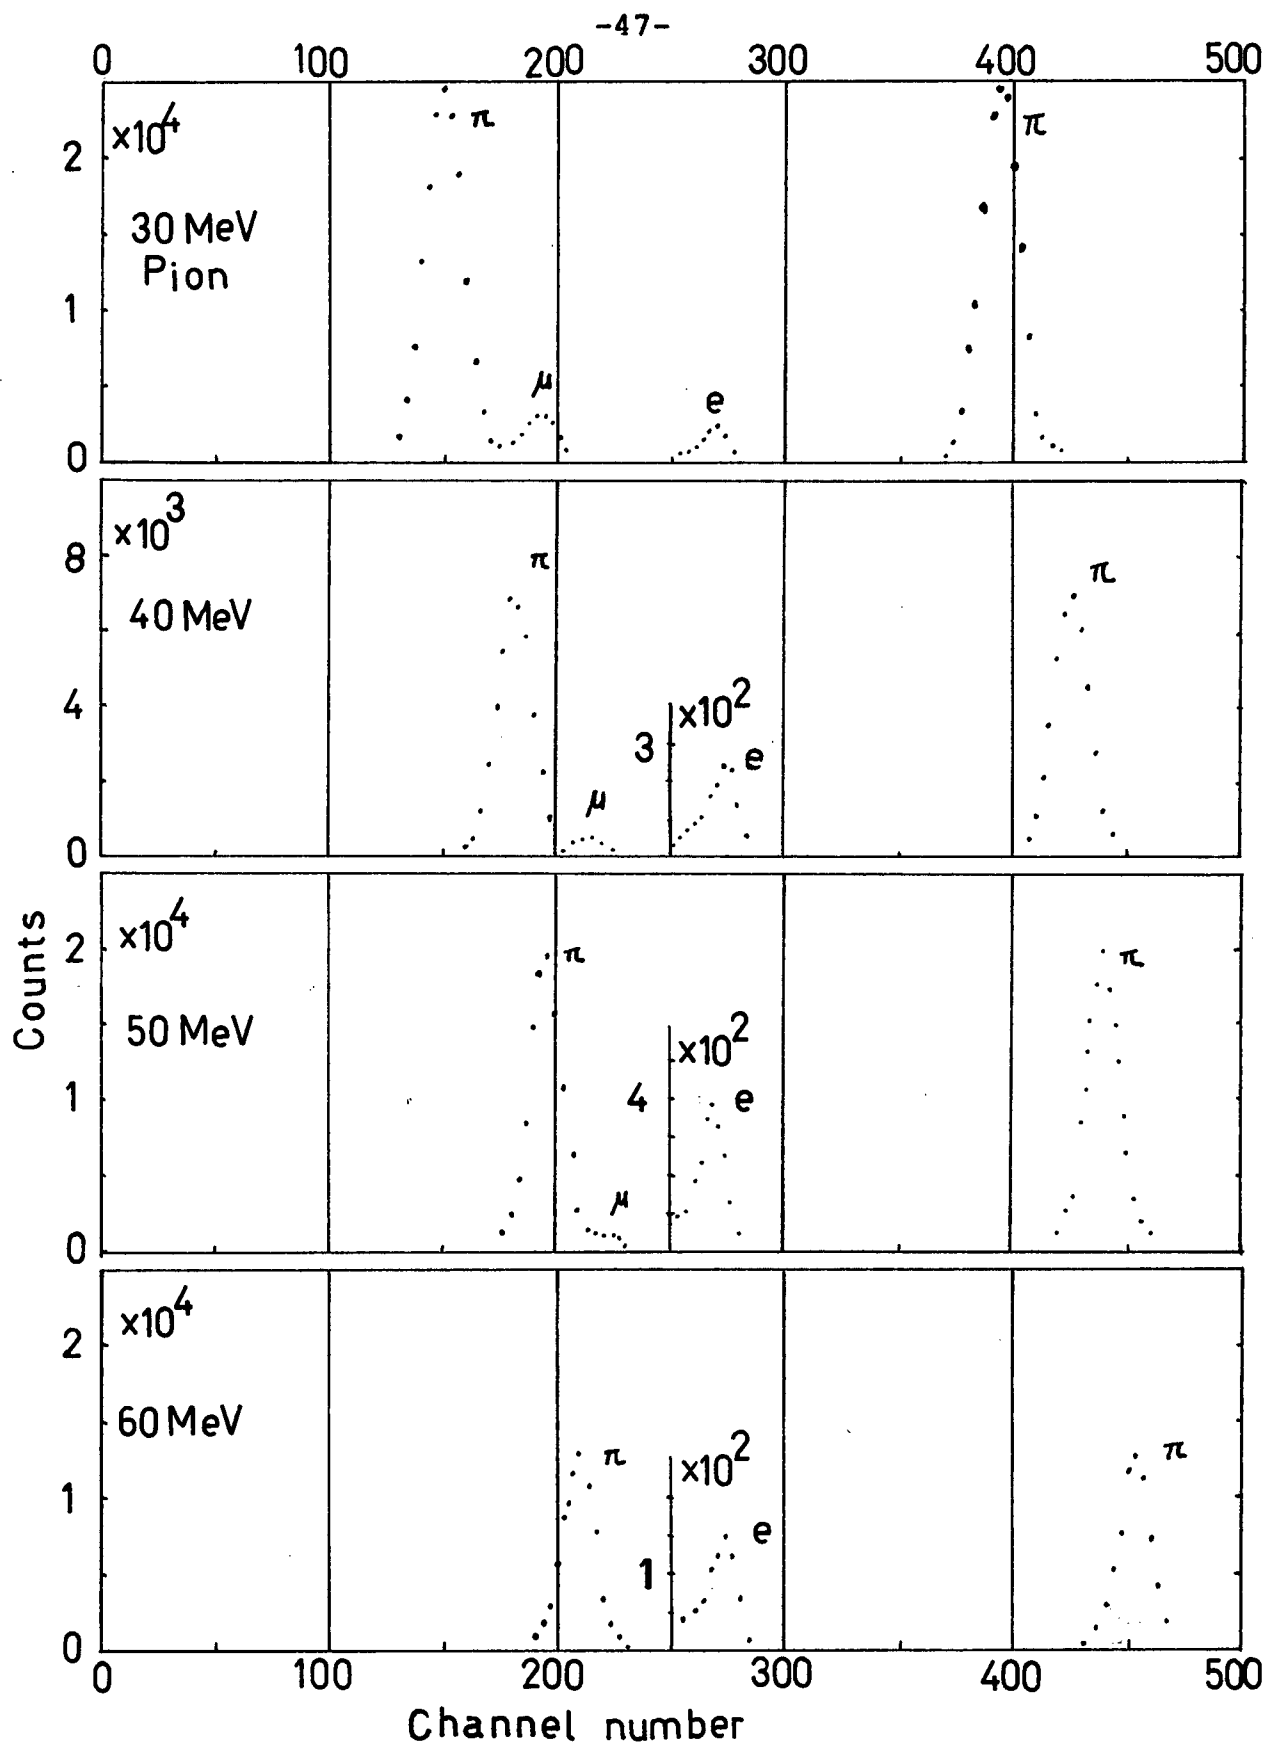 -47-
0 100 200 300 400 500
×10⁴
2
1
0
30 MeV
Pion
π
μ
e
π
×10³
8
4
0
40 MeV
π
μ
3
×10²
e
π
Counts
×10⁴
2
1
0
50 MeV
π
μ
4
×10²
e
π
×10⁴
2
1
0
60 MeV
π
1
×10²
e
π
0 100 200 300 400 500
Channel number